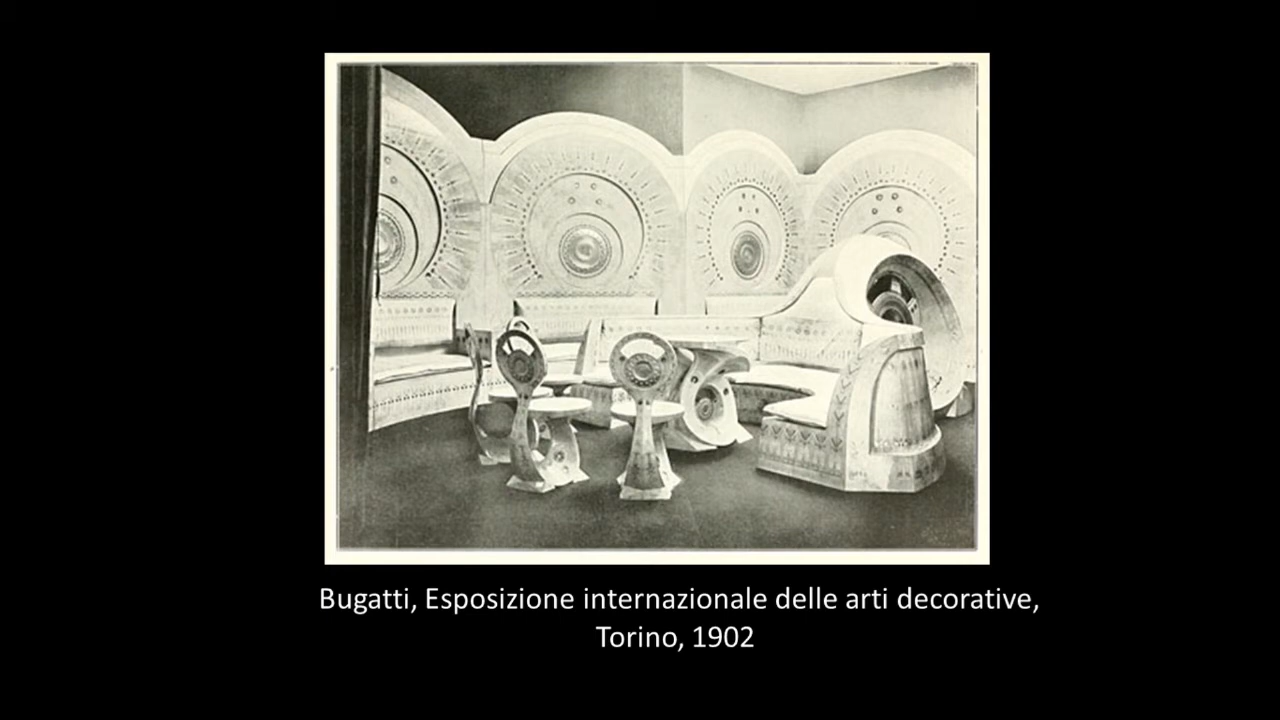 Bugatti, Esposizione internazionale delle arti decorative,
Torino, 1902